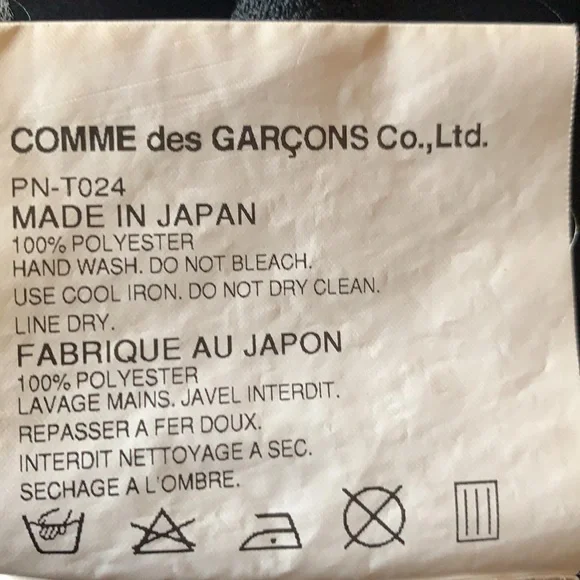 COMME des GARÇONS Co.,Ltd.
PN-T024
MADE IN JAPAN
100% POLYESTER
HAND WASH. DO NOT BLEACH.
USE COOL IRON. DO NOT DRY CLEAN.
LINE DRY.
FABRIQUE AU JAPON
100% POLYESTER
LAVAGE MAINS. JAVEL INTERDIT.
REPASSER A FER DOUX.
INTERDIT NETTOYAGE A SEC.
SECHAGE A L'OMBRE.